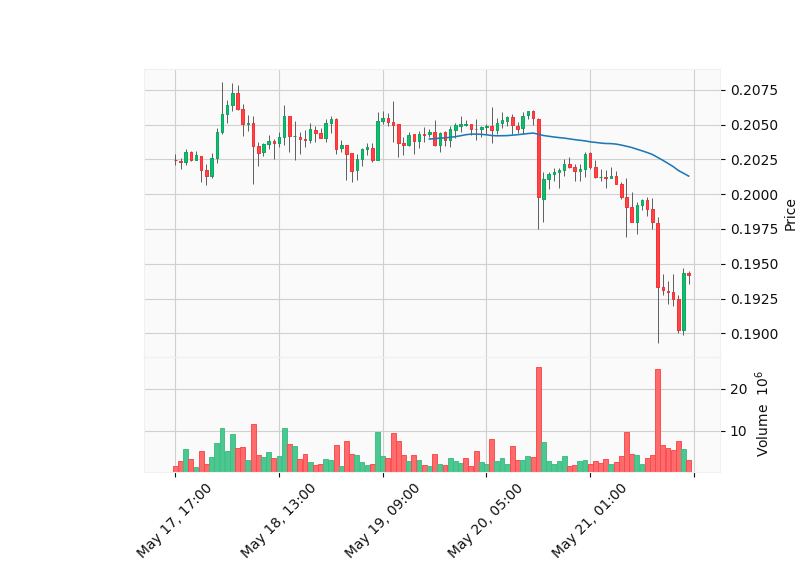 0.2075
0.2050
0.2025
0.2000
0.1975
0.1950
0.1925
0.1900
Price
20
10
Volume 10^6
May 17, 17:00
May 18, 13:00
May 19, 09:00
May 20, 05:00
May 21, 01:00